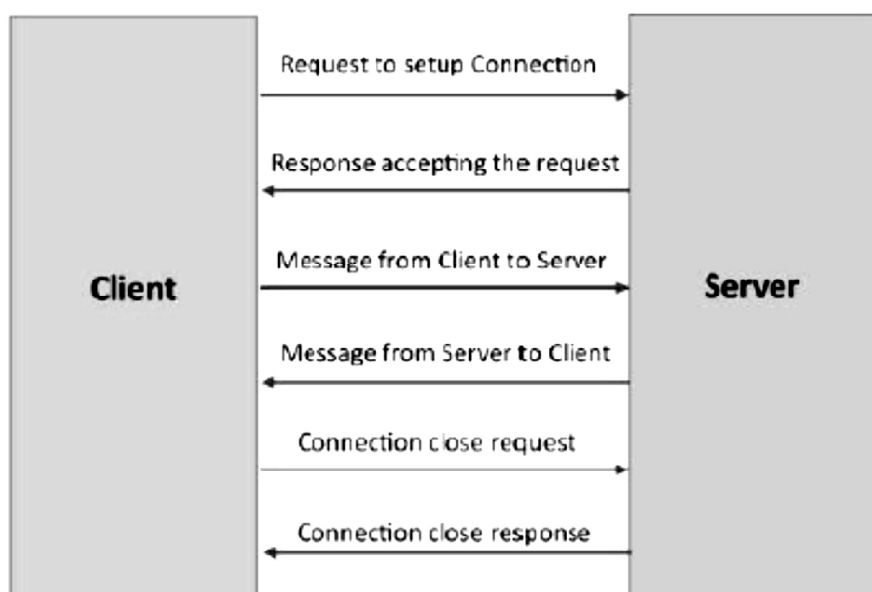 Request to setup Connection
Response accepting the request
Message from Client to Server
Client
Server
Message from Server to Client
Connection close request
Connection close response